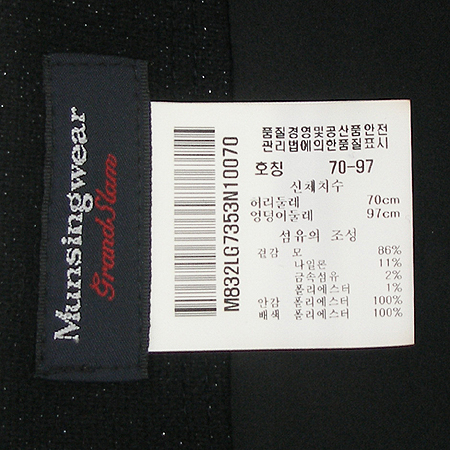 Munsingwear
Grand Slam
M832LG7353N10070
품질경영및공산품안전
관리법에의한품질표시
호칭 70-97
신체치수
허리둘레 70cm
엉덩이둘레 97cm
섬유의 조성
겉감 모 86%
나일론 11%
금속섬유 2%
폴리에스터 1%
안감 폴리에스터 100%
배색 폴리에스터 100%